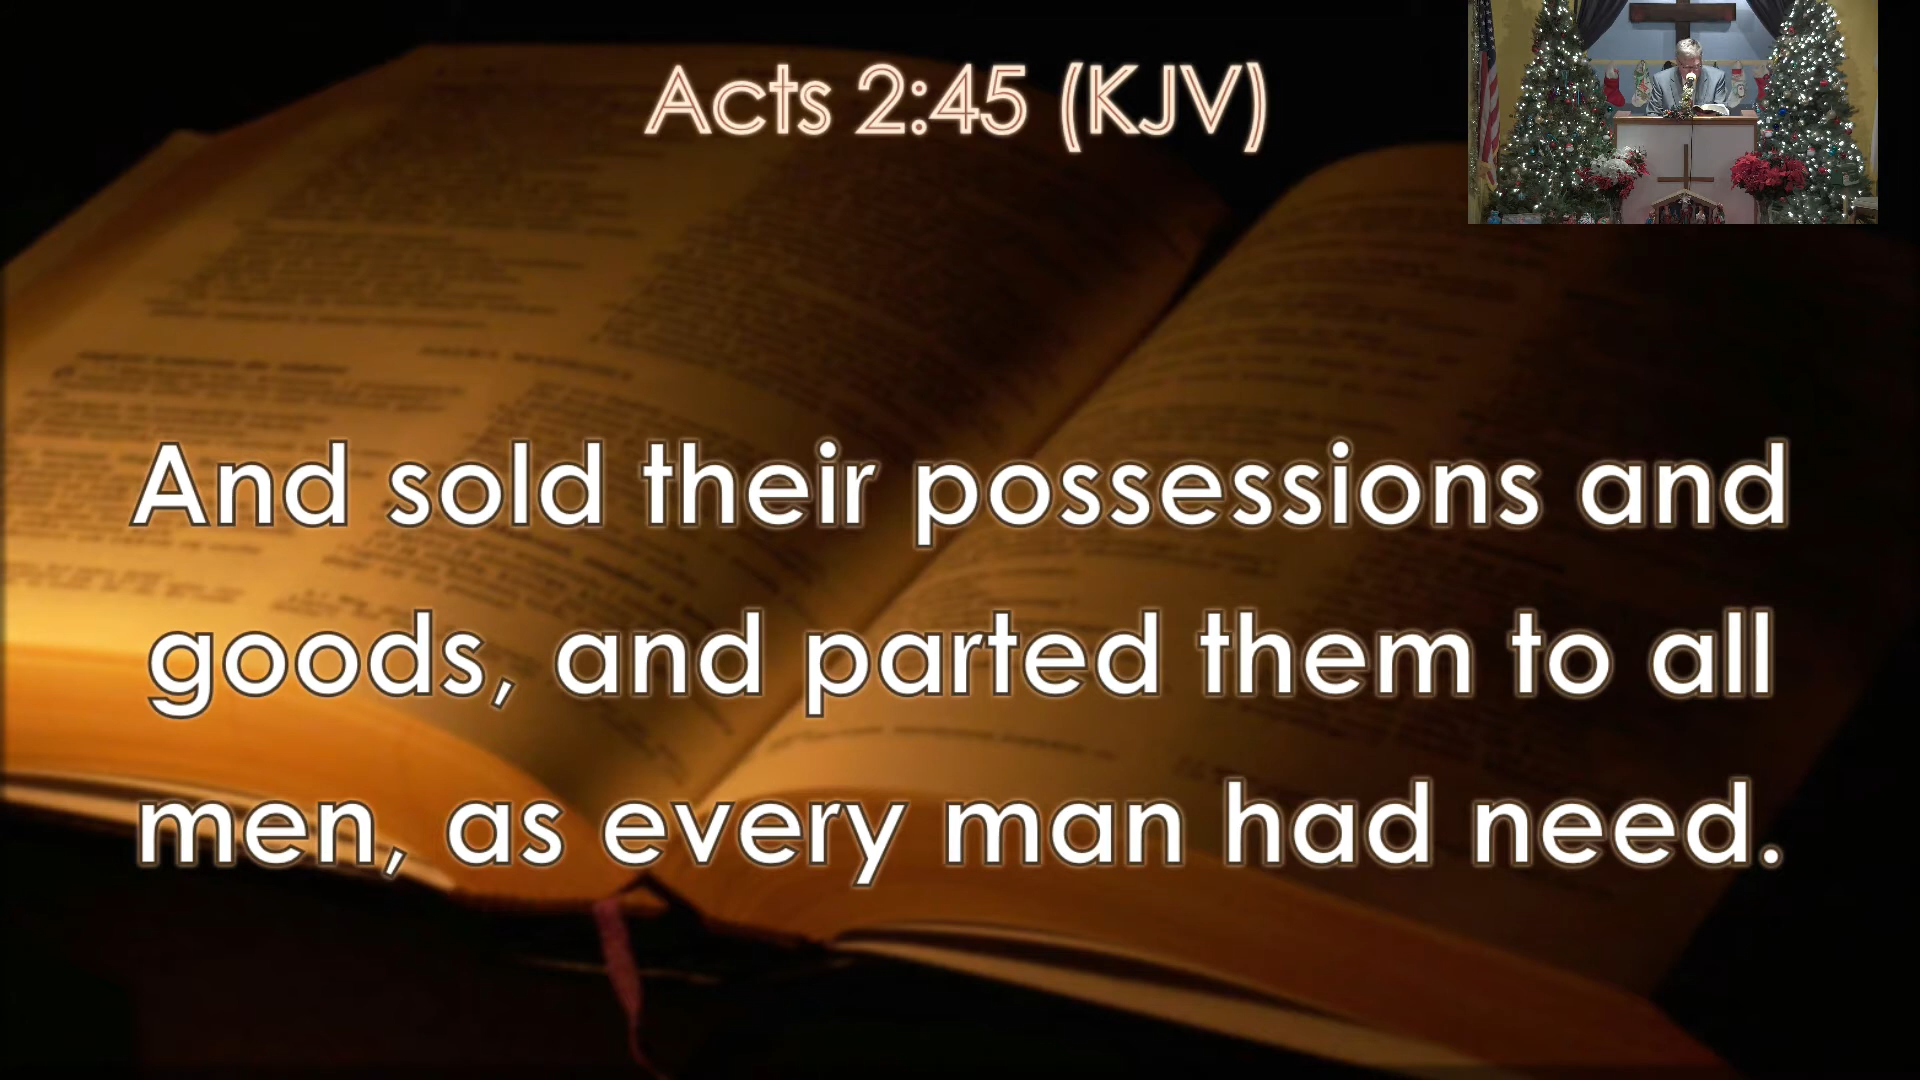 Acts 2:45 (KJV)
And sold their possessions and
goods, and parted them to all
men, as every man had need.